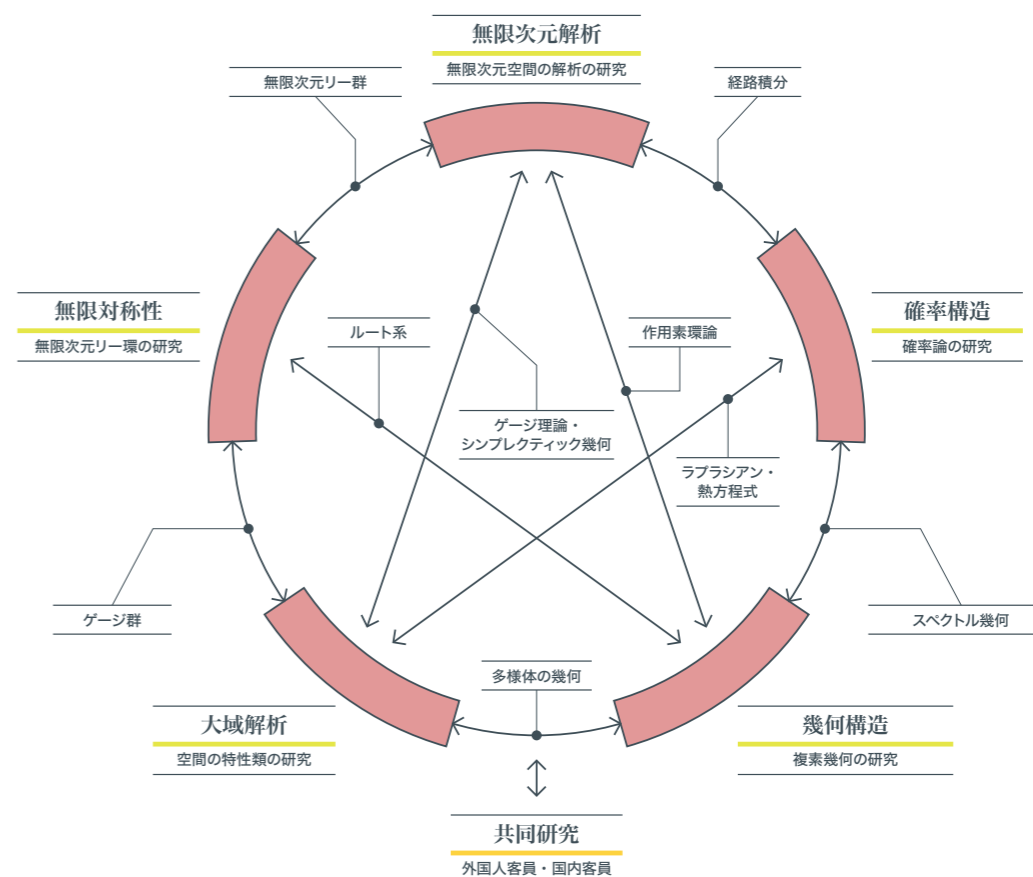 無限次元解析
無限次元空間の解析の研究
無限次元リー群
経路積分
無限対称性
無限次元リー環の研究
確率構造
確率論の研究
ルート系
作用素環論
ゲージ理論・
シンプレクティック幾何
ラプラシアン・
熱方程式
ゲージ群
スペクトル幾何
多様体の幾何
大域解析
空間の特性類の研究
幾何構造
複素幾何の研究
共同研究
外国人客員・国内客員